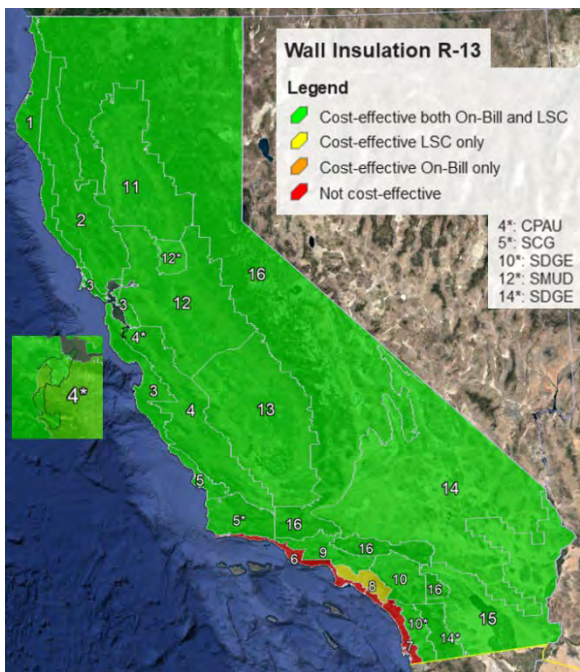 Wall Insulation R-13
Legend
Cost-effective both On-Bill and LSC
Cost-effective LSC only
Cost-effective On-Bill only
Not cost-effective
4*: CPAU
5*: SCG
10*: SDGE
12*: SMUD
14*: SDGE
1
11
2
12*
16
3
3
12
4*
4*
3
4
13
5
14
5*
16
6
9
16
8
10
16
15
10*
14*
7